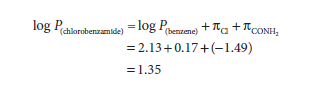 log P(chlorobenzamide) = log P(benzene) + πCl + πCONH₂
= 2.13 + 0.17 + (−1.49)
= 1.35